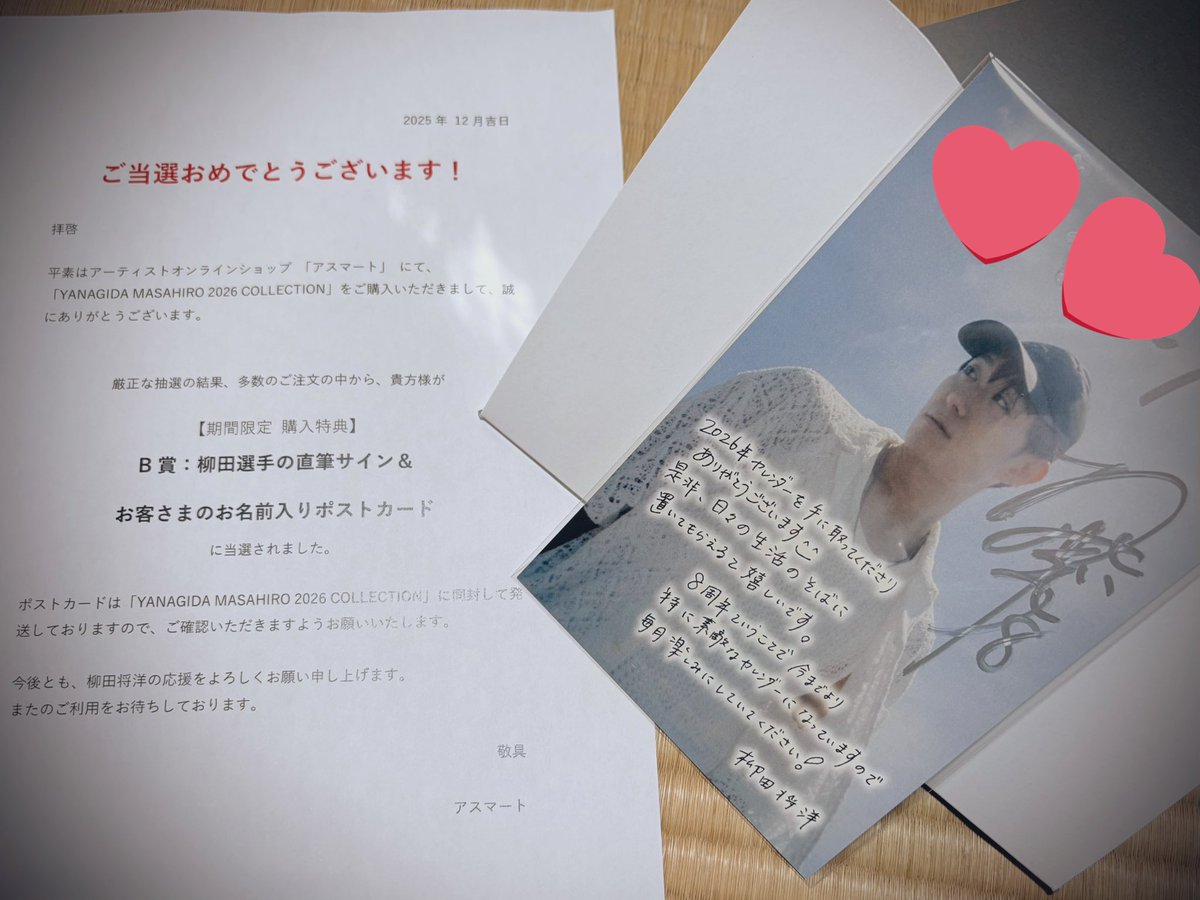 2025年 12月吉日
ご当選おめでとうございます！
拝啓
平素はアーティストオンラインショップ 「アスマート」 にて、
「YANAGIDA MASAHIRO 2026 COLLECTION」をご購入いただきまして、誠
にありがとうございます。
厳正な抽選の結果、多数のご注文の中から、貴方様が
【期間限定 購入特典】
B賞：柳田選手の直筆サイン＆
お客さまのお名前入りポストカード
に当選されました。
ポストカードは「YANAGIDA MASAHIRO 2026 COLLECTION」に同封して発
送しておりますので、ご確認いただきますようお願いいたします。
今後とも、柳田将洋の応援をよろしくお願い申し上げます。
またのご利用をお待ちしております。
敬具
アスマート
2026年カレンダーを手に取ってくださり
ありがとうございます
是非、日々の生活のそばに
置いてもらえると嬉しいです。
8周年ということで今までより
特に素敵なカレンダーになっていますので
毎月楽しみにしていてください。
柳田将洋
8